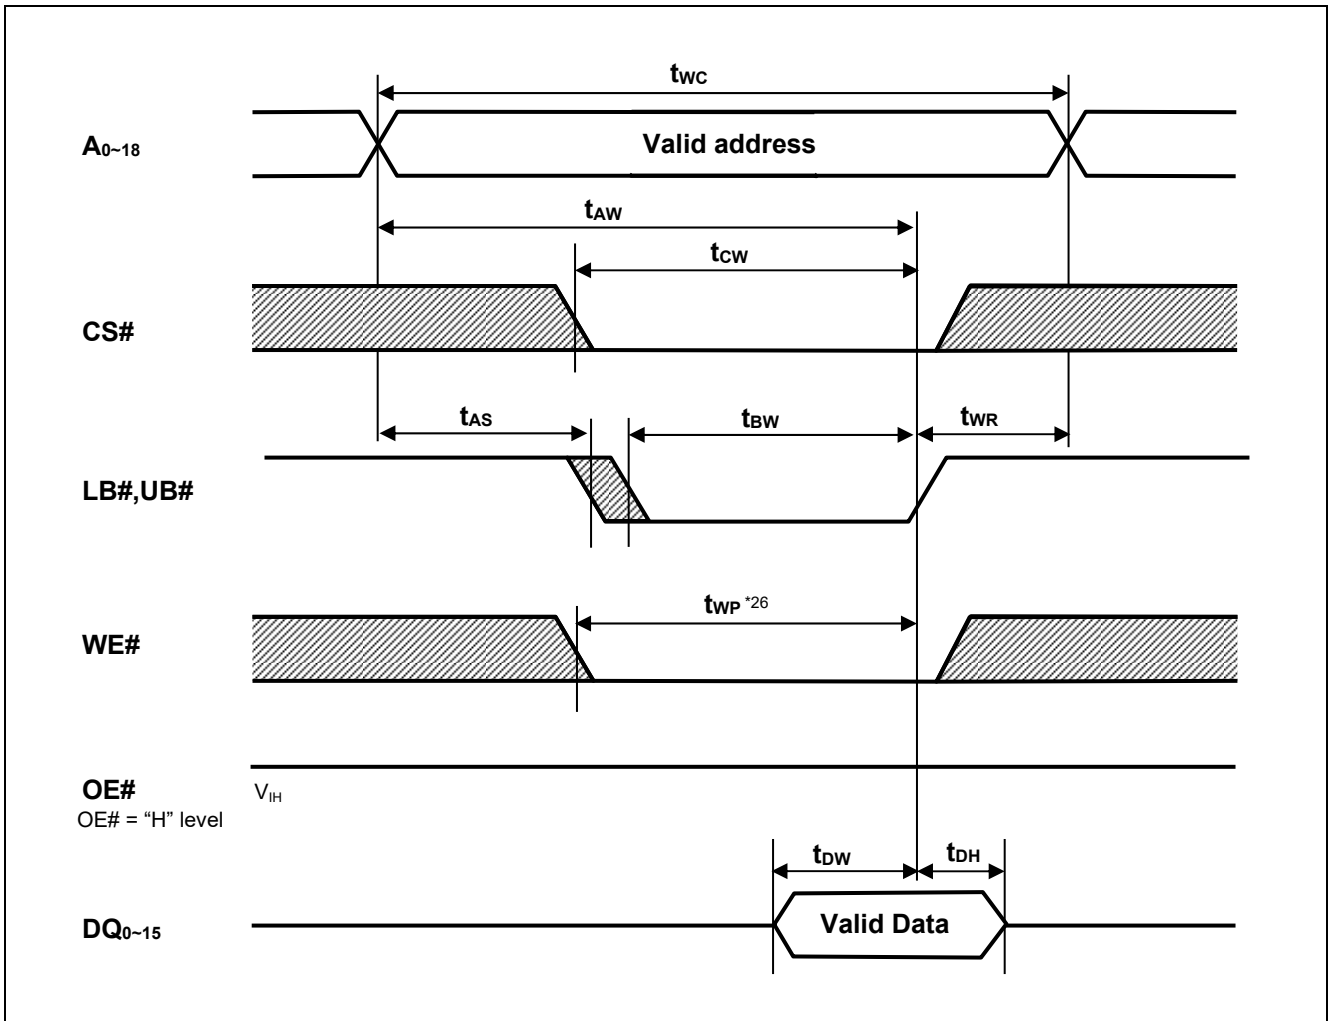 tWC
A0~18
Valid address
tAW
tCW
CS#
tAS
tBW
tWR
LB#,UB#
tWP *26
WE#
OE#
VIH
OE# = “H” level
tDW
tDH
DQ0~15
Valid Data